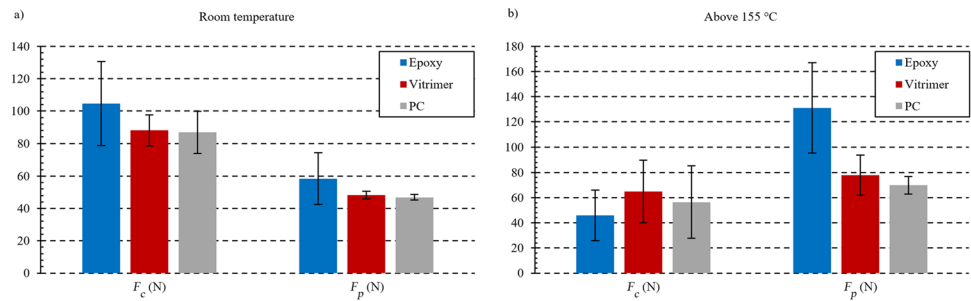 a)
Room temperature
140
120
100
80
60
40
20
0
Epoxy
Vitrimer
PC
Fc (N)
Fp (N)
b)
Above 155 °C
180
160
140
120
100
80
60
40
20
0
Epoxy
Vitrimer
PC
Fc (N)
Fp (N)